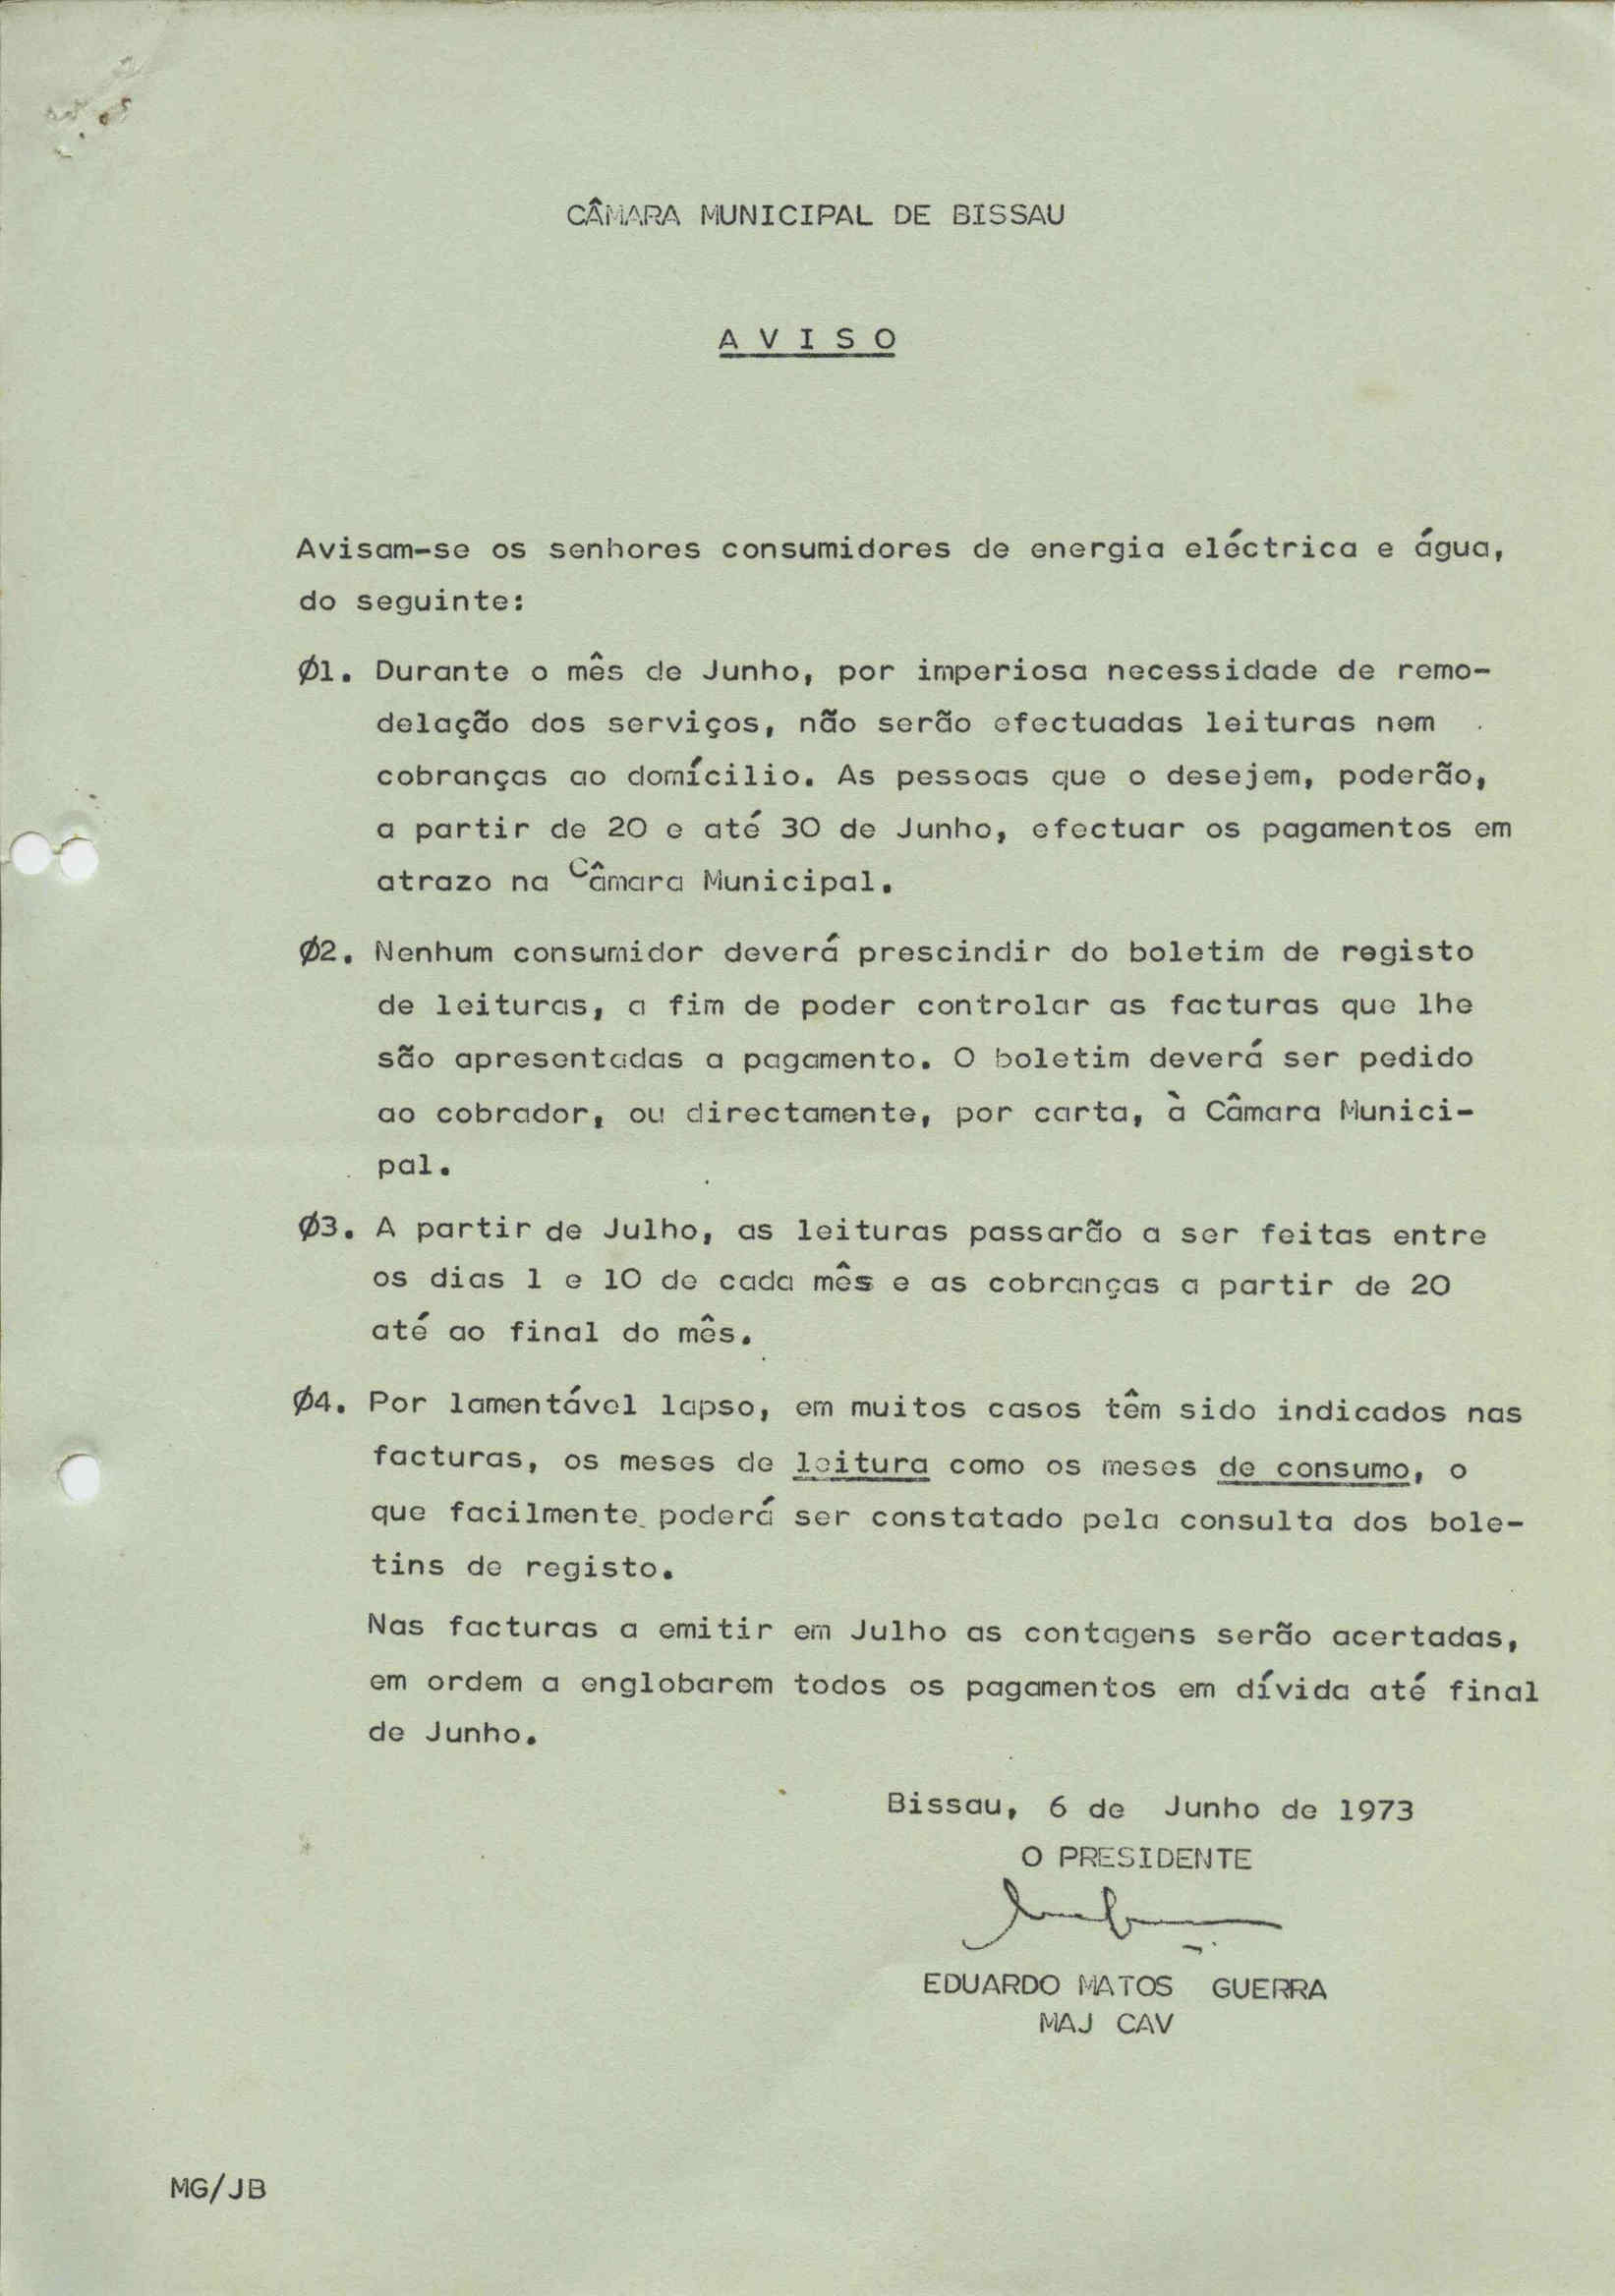 CÂMARA MUNICIPAL DE BISSAU
A V I S O
Avisam-se os senhores consumidores de energia eléctrica e água,
do seguinte:
Ø1. Durante o mês de Junho, por imperiosa necessidade de remo-
delação dos serviços, não serão efectuadas leituras nem
cobranças ao domícilio. As pessoas que o desejem, poderão,
a partir de 20 e até 30 de Junho, efectuar os pagamentos em
atrazo na Câmara Municipal.
Ø2. Nenhum consumidor deverá prescindir do boletim de registo
de leituras, a fim de poder controlar as facturas que lhe
são apresentadas a pagamento. O boletim deverá ser pedido
ao cobrador, ou directamente, por carta, à Câmara Munici-
pal.
Ø3. A partir de Julho, as leituras passarão a ser feitas entre
os dias 1 e 10 de cada mês e as cobranças a partir de 20
até ao final do mês.
Ø4. Por lamentável lapso, em muitos casos têm sido indicados nas
facturas, os meses de leitura como os meses de consumo, o
que facilmente poderá ser constatado pela consulta dos bole-
tins de registo.
Nas facturas a emitir em Julho as contagens serão acertadas,
em ordem a englobarem todos os pagamentos em dívida até final
de Junho.
Bissau, 6 de Junho de 1973
O PRESIDENTE
EDUARDO MATOS GUERRA
MAJ CAV
MG/JB